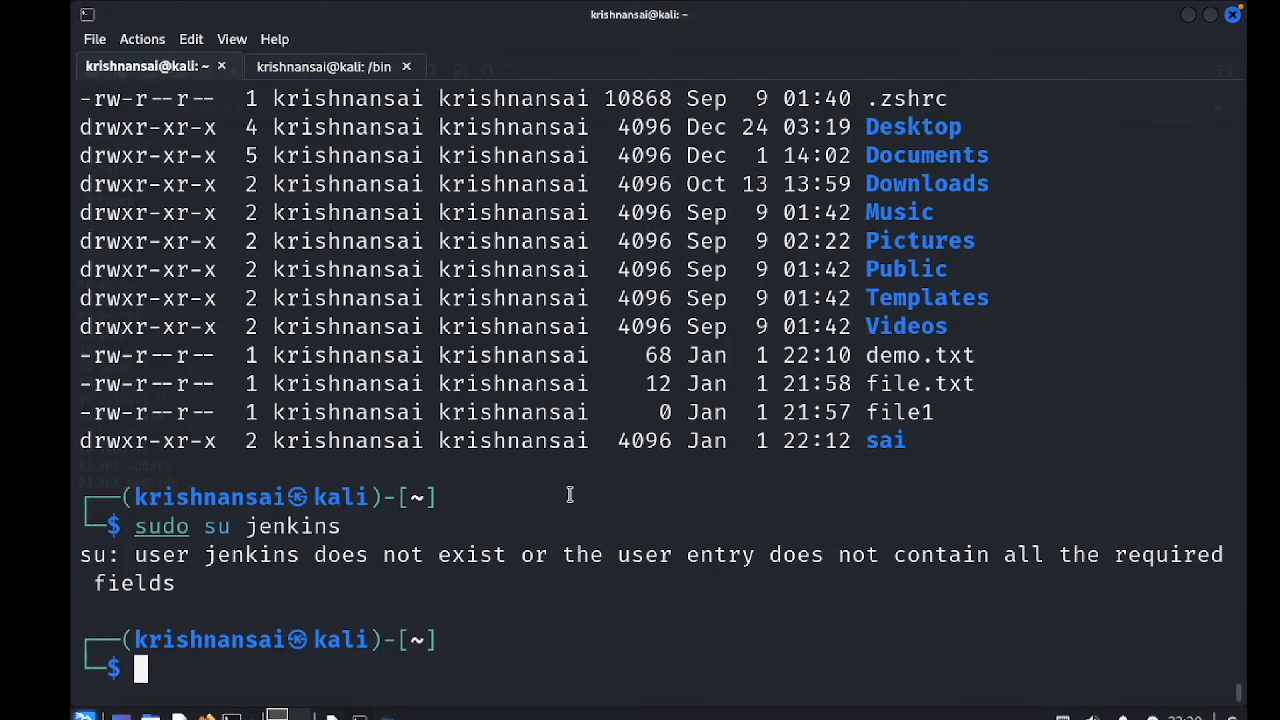 krishnansai@kali: ~
File Actions Edit View Help
krishnansai@kali: ~ × krishnansai@kali: /bin ×
-rw-r--r-- 1 krishnansai krishnansai 10868 Sep 9 01:40 .zshrc
drwxr-xr-x 4 krishnansai krishnansai 4096 Dec 24 03:19 Desktop
drwxr-xr-x 5 krishnansai krishnansai 4096 Dec 1 14:02 Documents
drwxr-xr-x 2 krishnansai krishnansai 4096 Oct 13 13:59 Downloads
drwxr-xr-x 2 krishnansai krishnansai 4096 Sep 9 01:42 Music
drwxr-xr-x 2 krishnansai krishnansai 4096 Sep 9 02:22 Pictures
drwxr-xr-x 2 krishnansai krishnansai 4096 Sep 9 01:42 Public
drwxr-xr-x 2 krishnansai krishnansai 4096 Sep 9 01:42 Templates
drwxr-xr-x 2 krishnansai krishnansai 4096 Sep 9 01:42 Videos
-rw-r--r-- 1 krishnansai krishnansai 68 Jan 1 22:10 demo.txt
-rw-r--r-- 1 krishnansai krishnansai 12 Jan 1 21:58 file.txt
-rw-r--r-- 1 krishnansai krishnansai 0 Jan 1 21:57 file1
drwxr-xr-x 2 krishnansai krishnansai 4096 Jan 1 22:12 sai
┌──(krishnansai㉿kali)-[~]
└─$ sudo su jenkins
su: user jenkins does not exist or the user entry does not contain all the required
fields
┌──(krishnansai㉿kali)-[~]
└─$